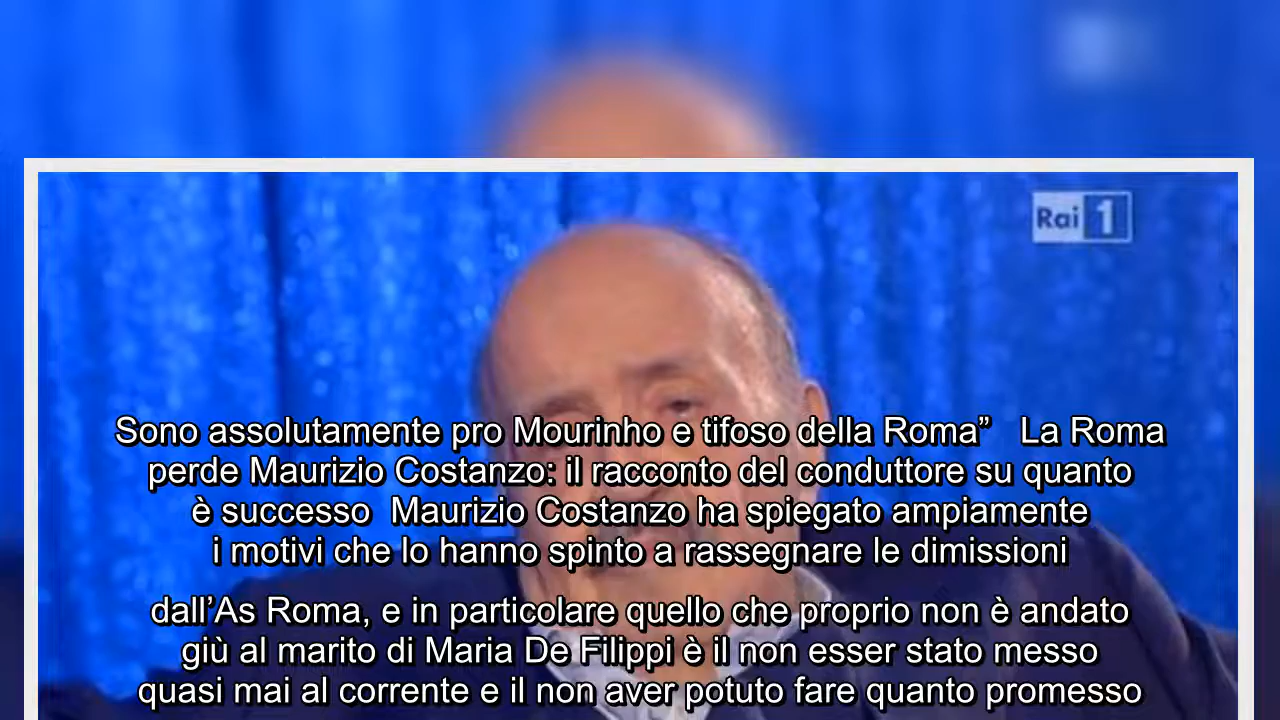 Rai 1
Sono assolutamente pro Mourinho e tifoso della Roma”   La Roma
perde Maurizio Costanzo: il racconto del conduttore su quanto
è successo  Maurizio Costanzo ha spiegato ampiamente
i motivi che lo hanno spinto a rassegnare le dimissioni
dall’As Roma, e in particolare quello che proprio non è andato
giù al marito di Maria De Filippi è il non esser stato messo
quasi mai al corrente e il non aver potuto fare quanto promesso